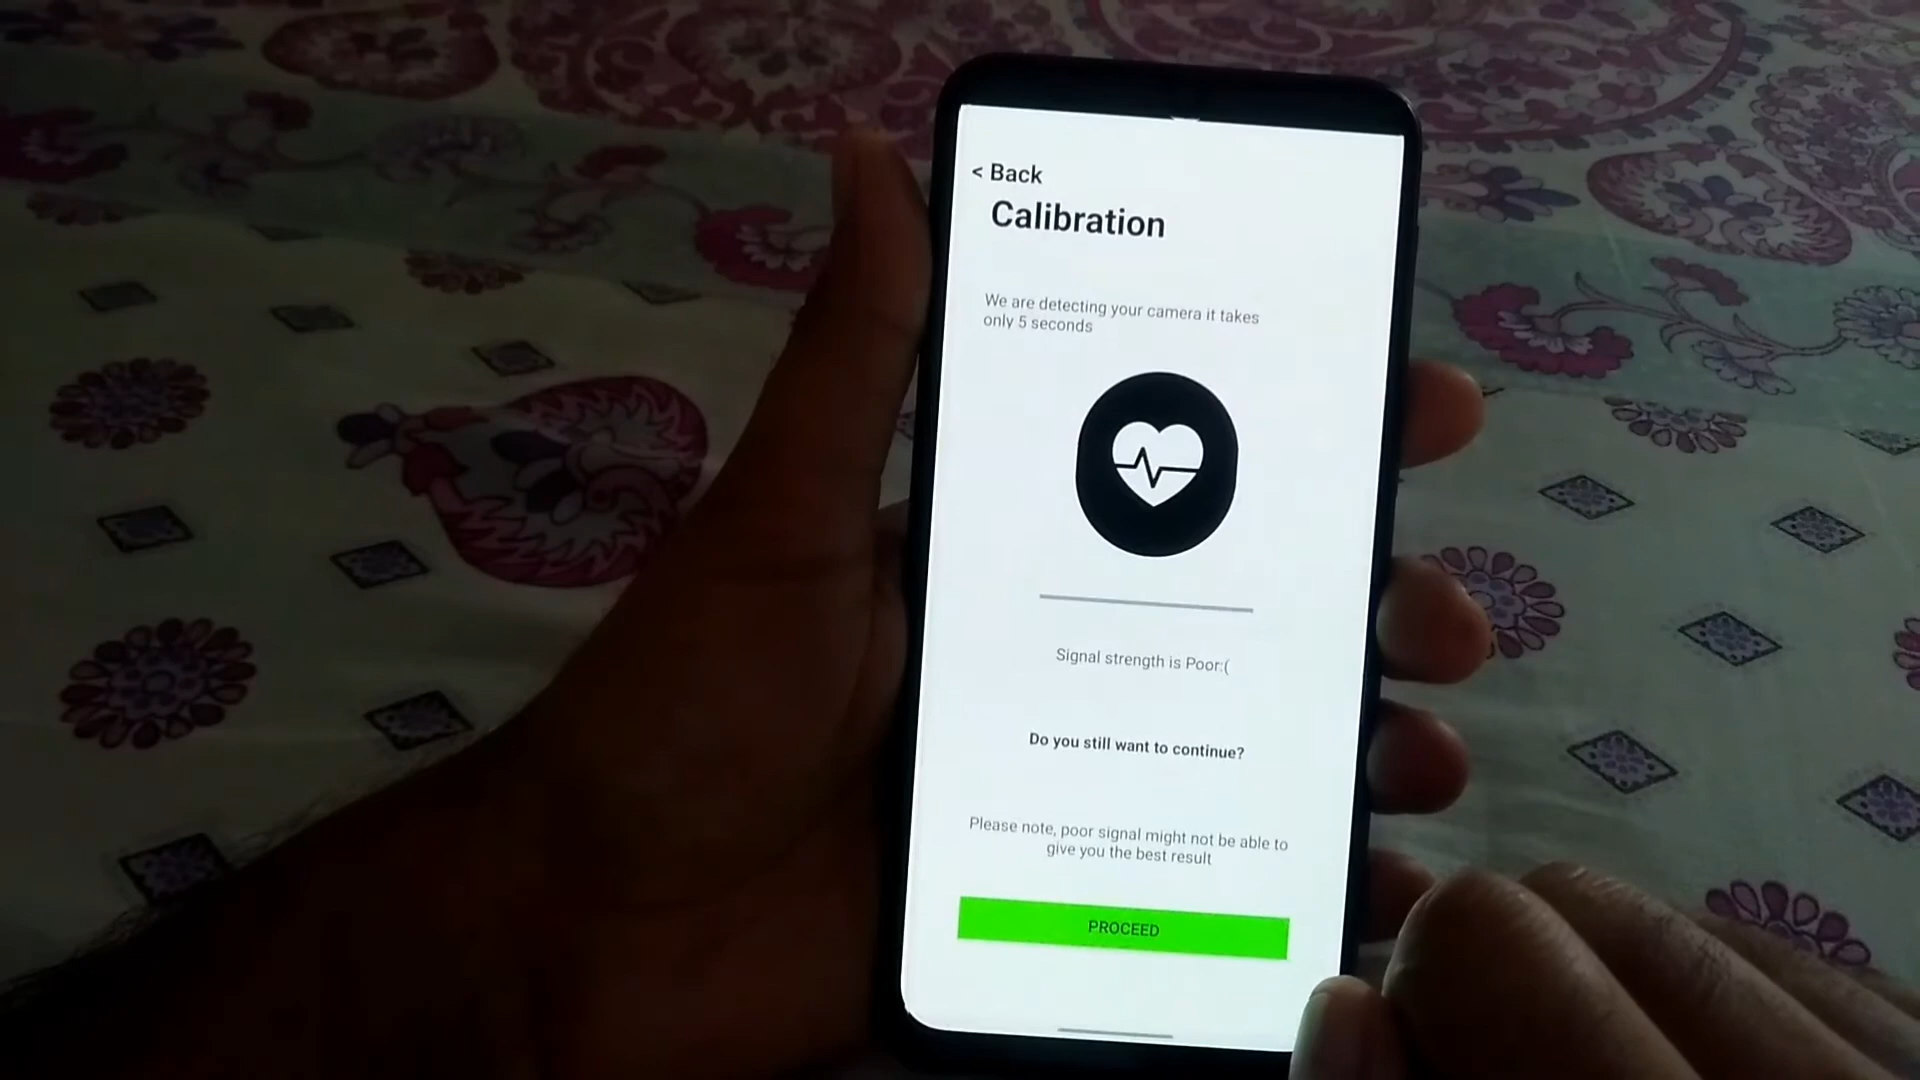 < Back
Calibration
We are detecting your camera it takes
only 5 seconds
Signal strength is Poor:(
Do you still want to continue?
Please note, poor signal might not be able to
give you the best result
PROCEED